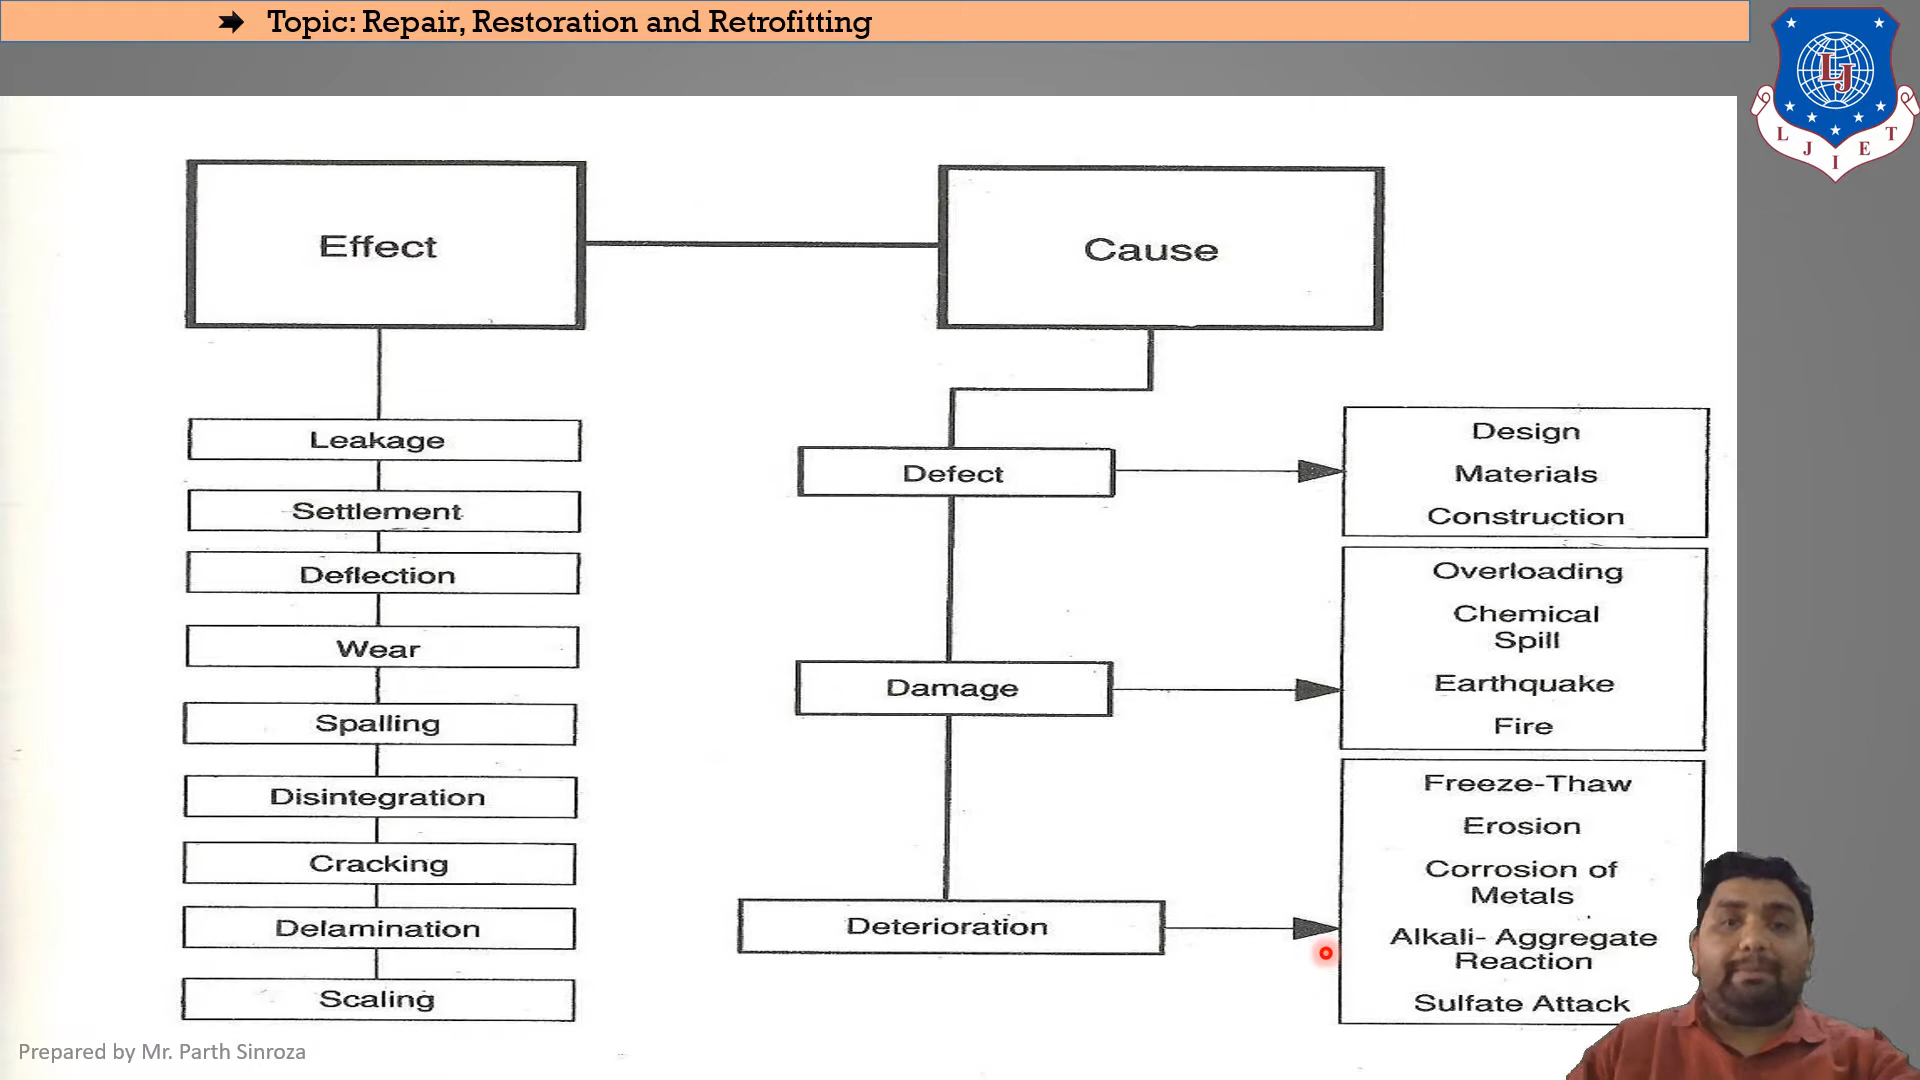 Topic: Repair, Restoration and Retrofitting
LJ
L J I E T
Effect
Cause
Leakage
Settlement
Deflection
Wear
Spalling
Disintegration
Cracking
Delamination
Scaling
Defect
Damage
Deterioration
Design
Materials
Construction
Overloading
Chemical
Spill
Earthquake
Fire
Freeze-Thaw
Erosion
Corrosion of
Metals
Alkali- Aggregate
Reaction
Sulfate Attack
Prepared by Mr. Parth Sinroza